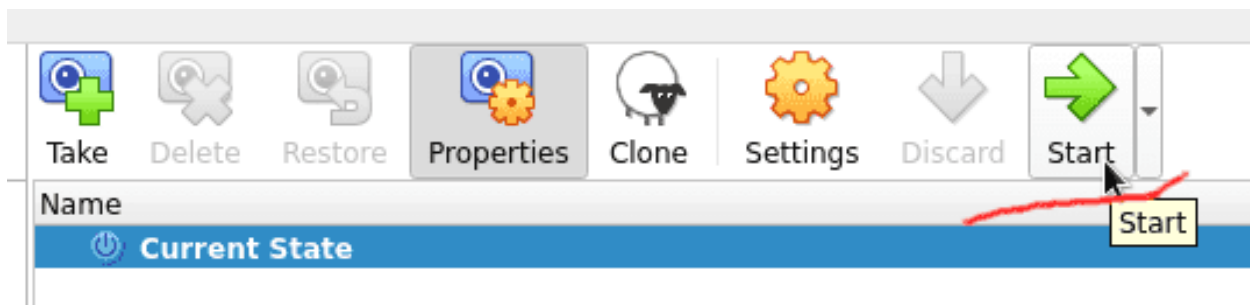 Take Delete Restore Properties Clone Settings Discard Start
Name
Start
Current State